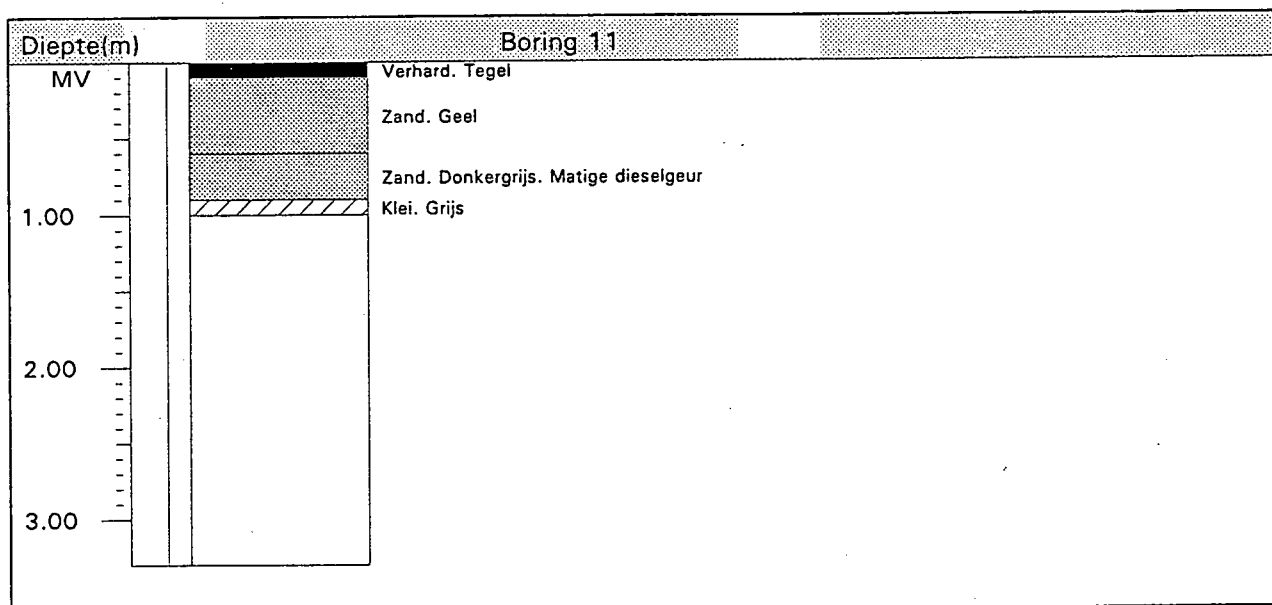 Diepte(m) Boring 11
MV Verhard. Tegel
Zand. Geel
Zand. Donkergrijs. Matige dieselgeur
1.00 Klei. Grijs
2.00
3.00